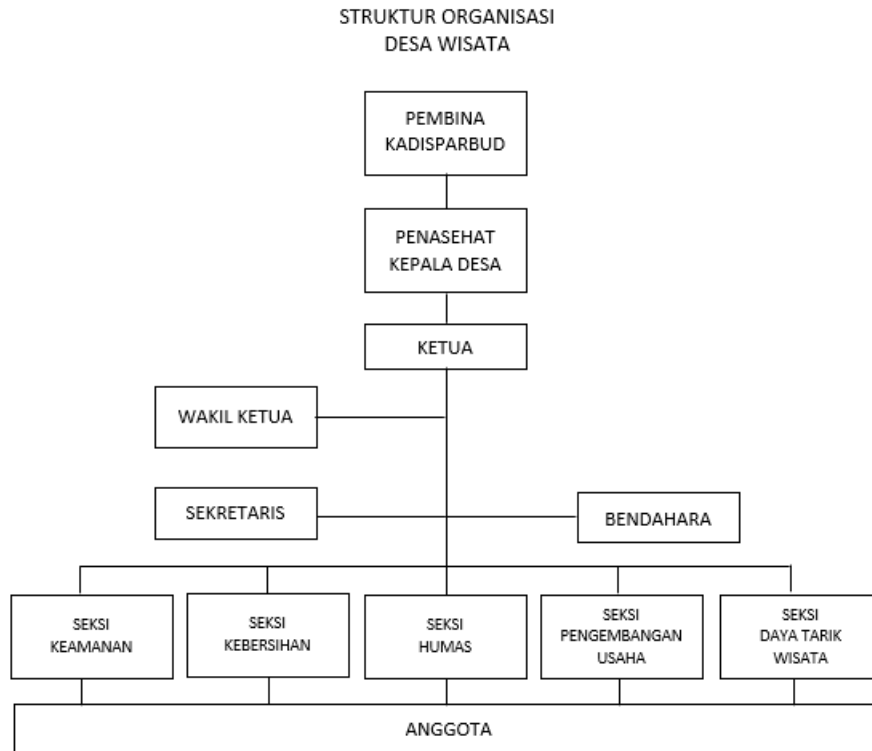 STRUKTUR ORGANISASI
DESA WISATA
PEMBINA
KADISPARBUD
PENASEHAT
KEPALA DESA
KETUA
WAKIL KETUA
SEKRETARIS
BENDAHARA
SEKSI
KEAMANAN
SEKSI
KEBERSIHAN
SEKSI
HUMAS
SEKSI
PENGEMBANGAN
USAHA
SEKSI
DAYA TARIK
WISATA
ANGGOTA